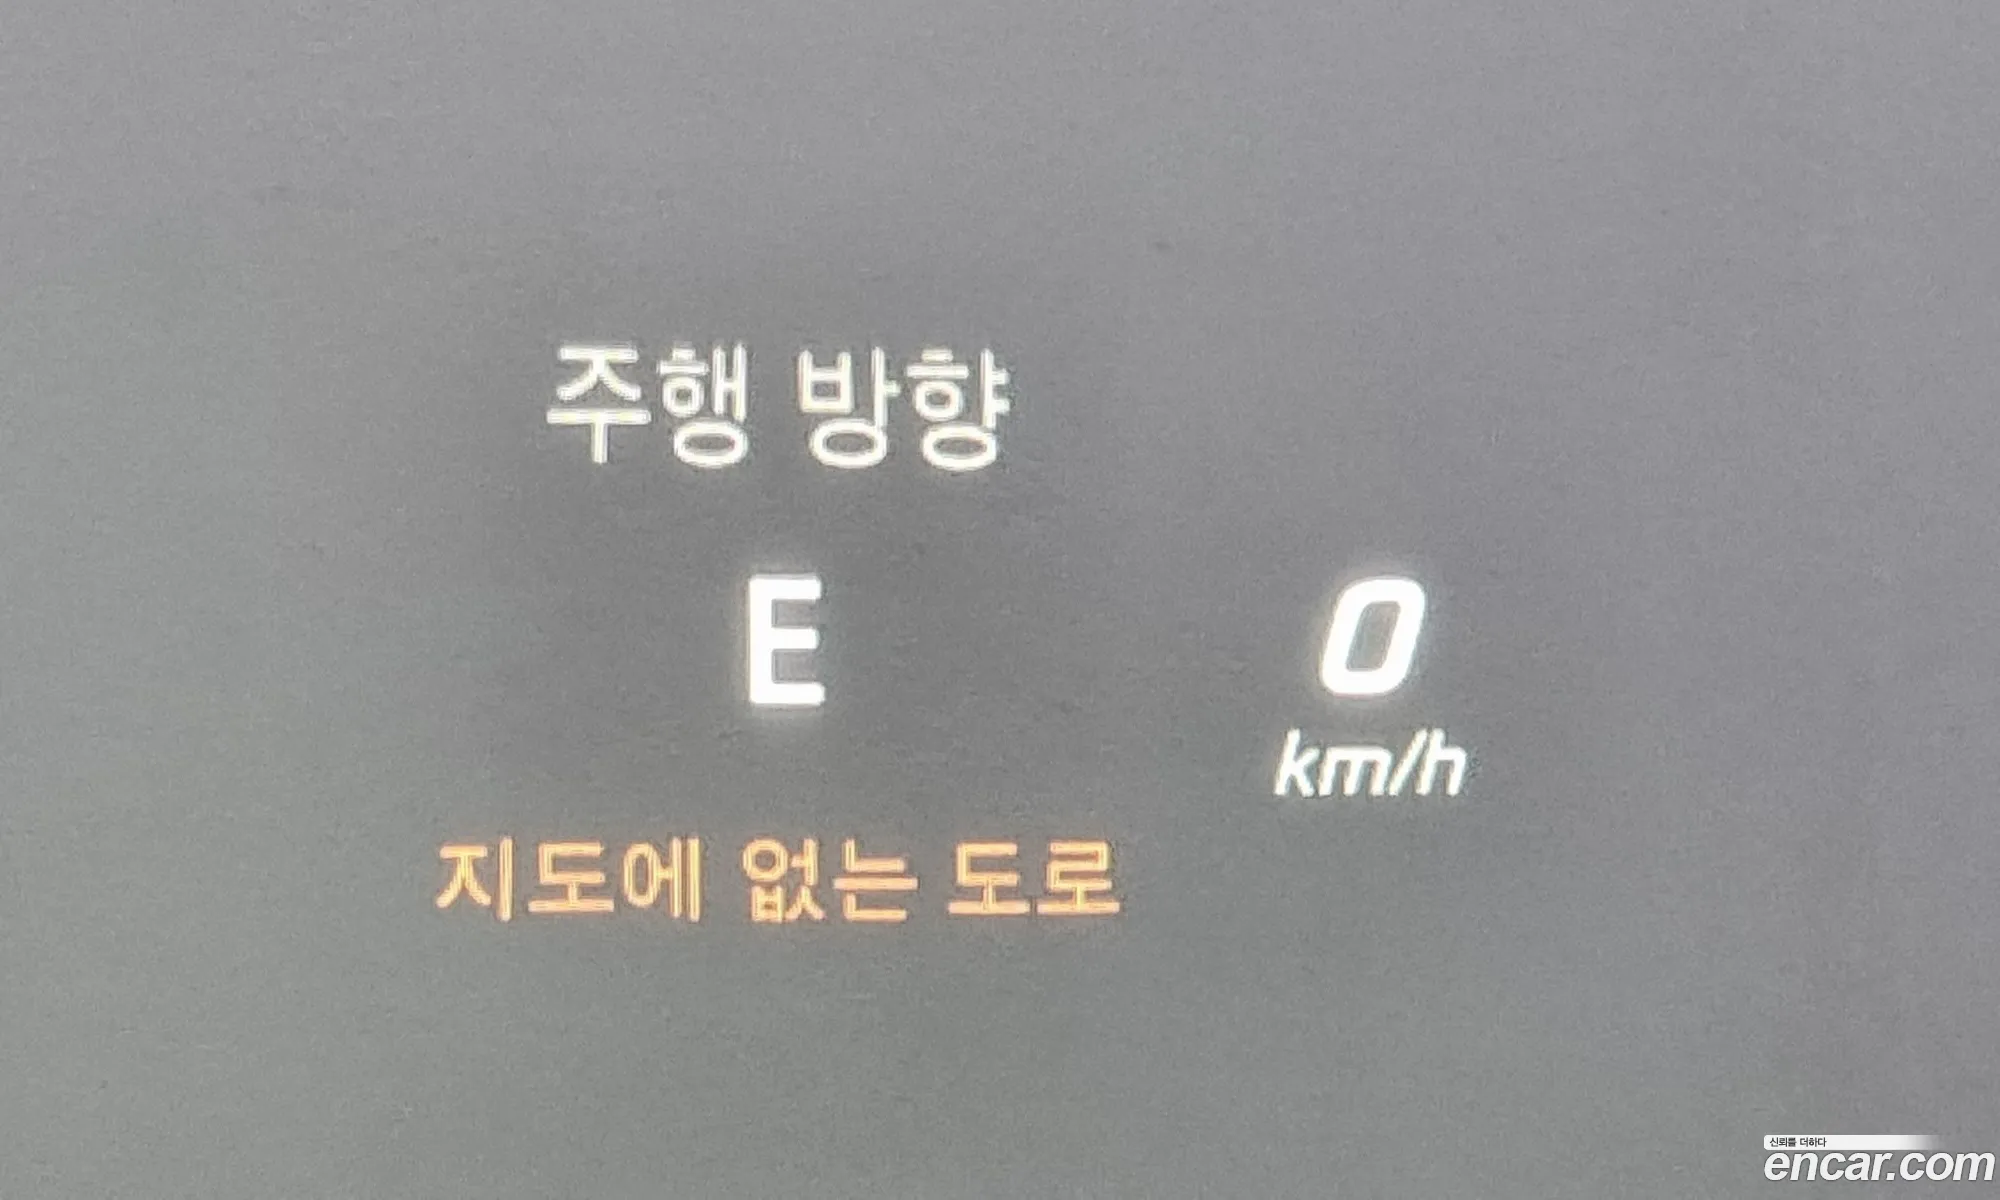 주행 방향
E
0
km/h
지도에 없는 도로
신뢰를 더하다
encar.com